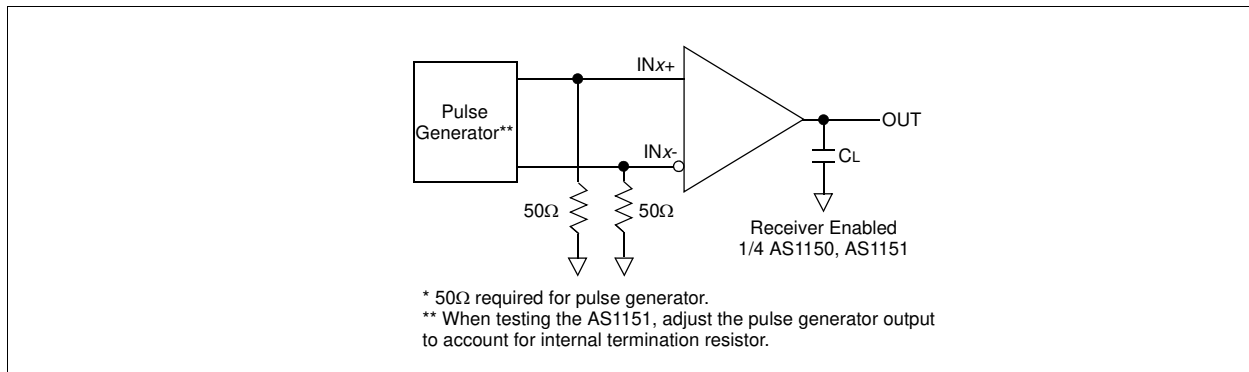 INx+
Pulse
Generator**
OUT
INx-
CL
50Ω
50Ω
Receiver Enabled
1/4 AS1150, AS1151
* 50Ω required for pulse generator.
** When testing the AS1151, adjust the pulse generator output
to account for internal termination resistor.